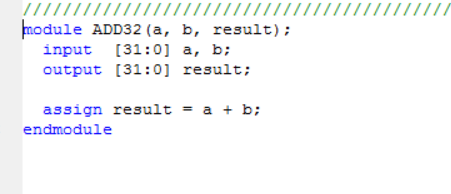 ////////////////////////////////////////////
module ADD32(a, b, result);
  input  [31:0] a, b;
  output [31:0] result;

  assign result = a + b;
endmodule